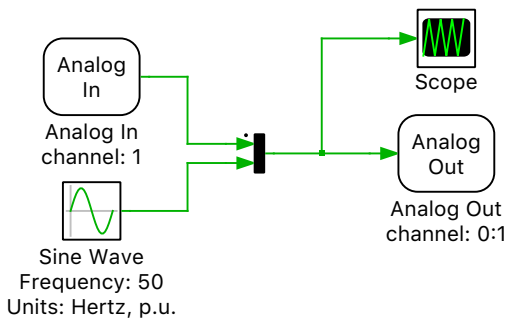 Analog
In
Analog In
channel: 1
Sine Wave
Frequency: 50
Units: Hertz, p.u.
Scope
Analog
Out
Analog Out
channel: 0:1